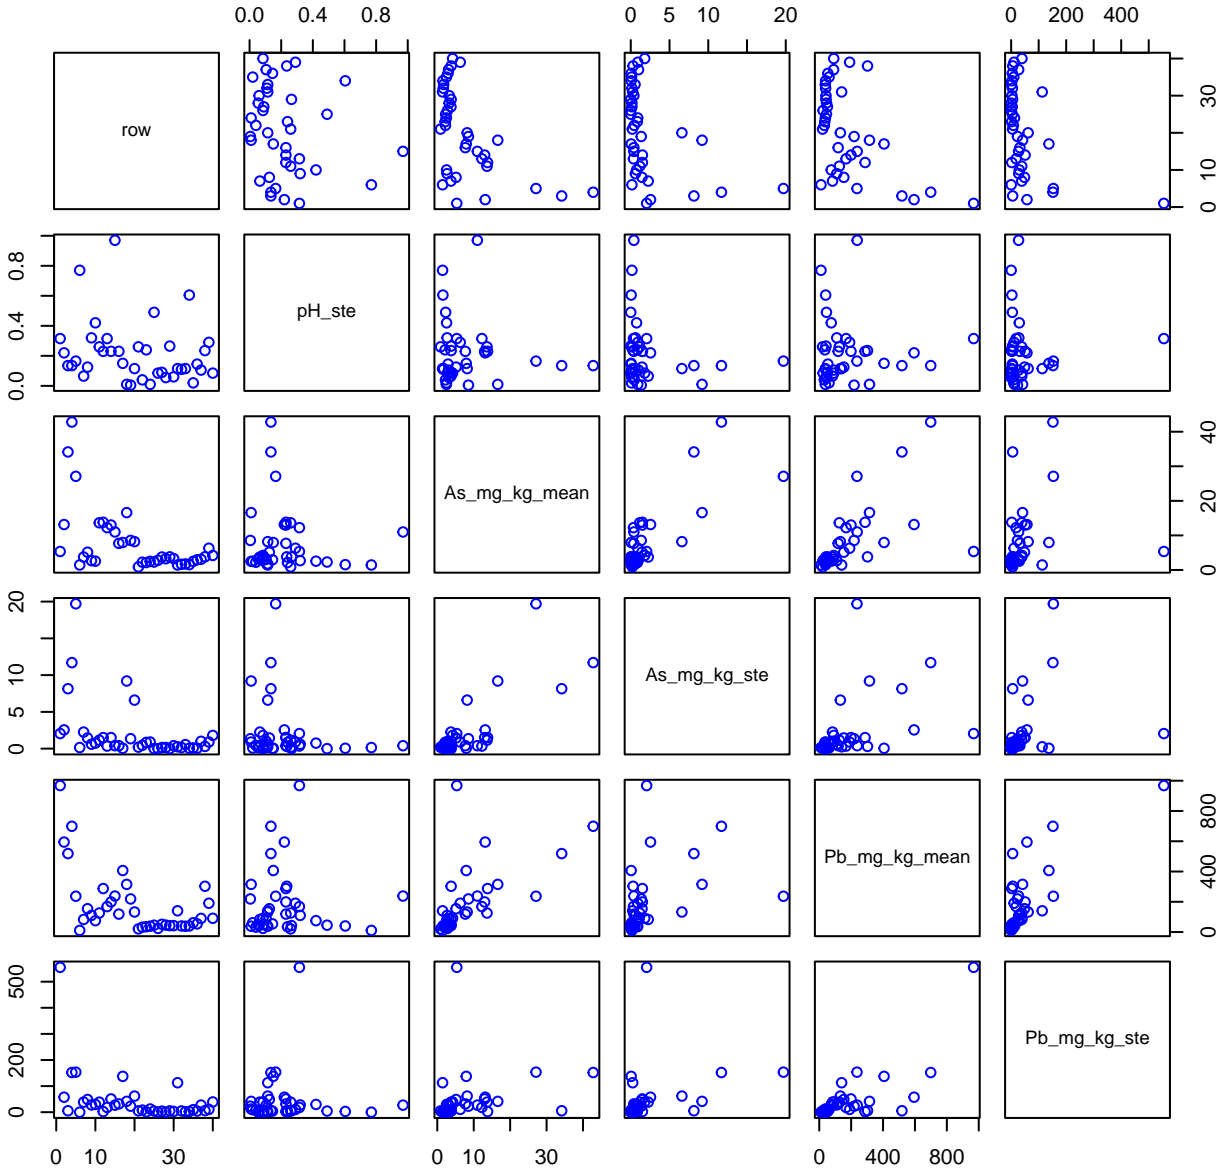 0.0 0.4 0.8 0 5 10 20 0 200 400
row 10 30 0
pH_ste 0.0 0.4 0.8
As_mg_kg_mean 0 20 40
As_mg_kg_ste 0 5 10 20
Pb_mg_kg_mean 0 400 800
Pb_mg_kg_ste 0 200 500
0 10 30 0 10 30 0 400 800